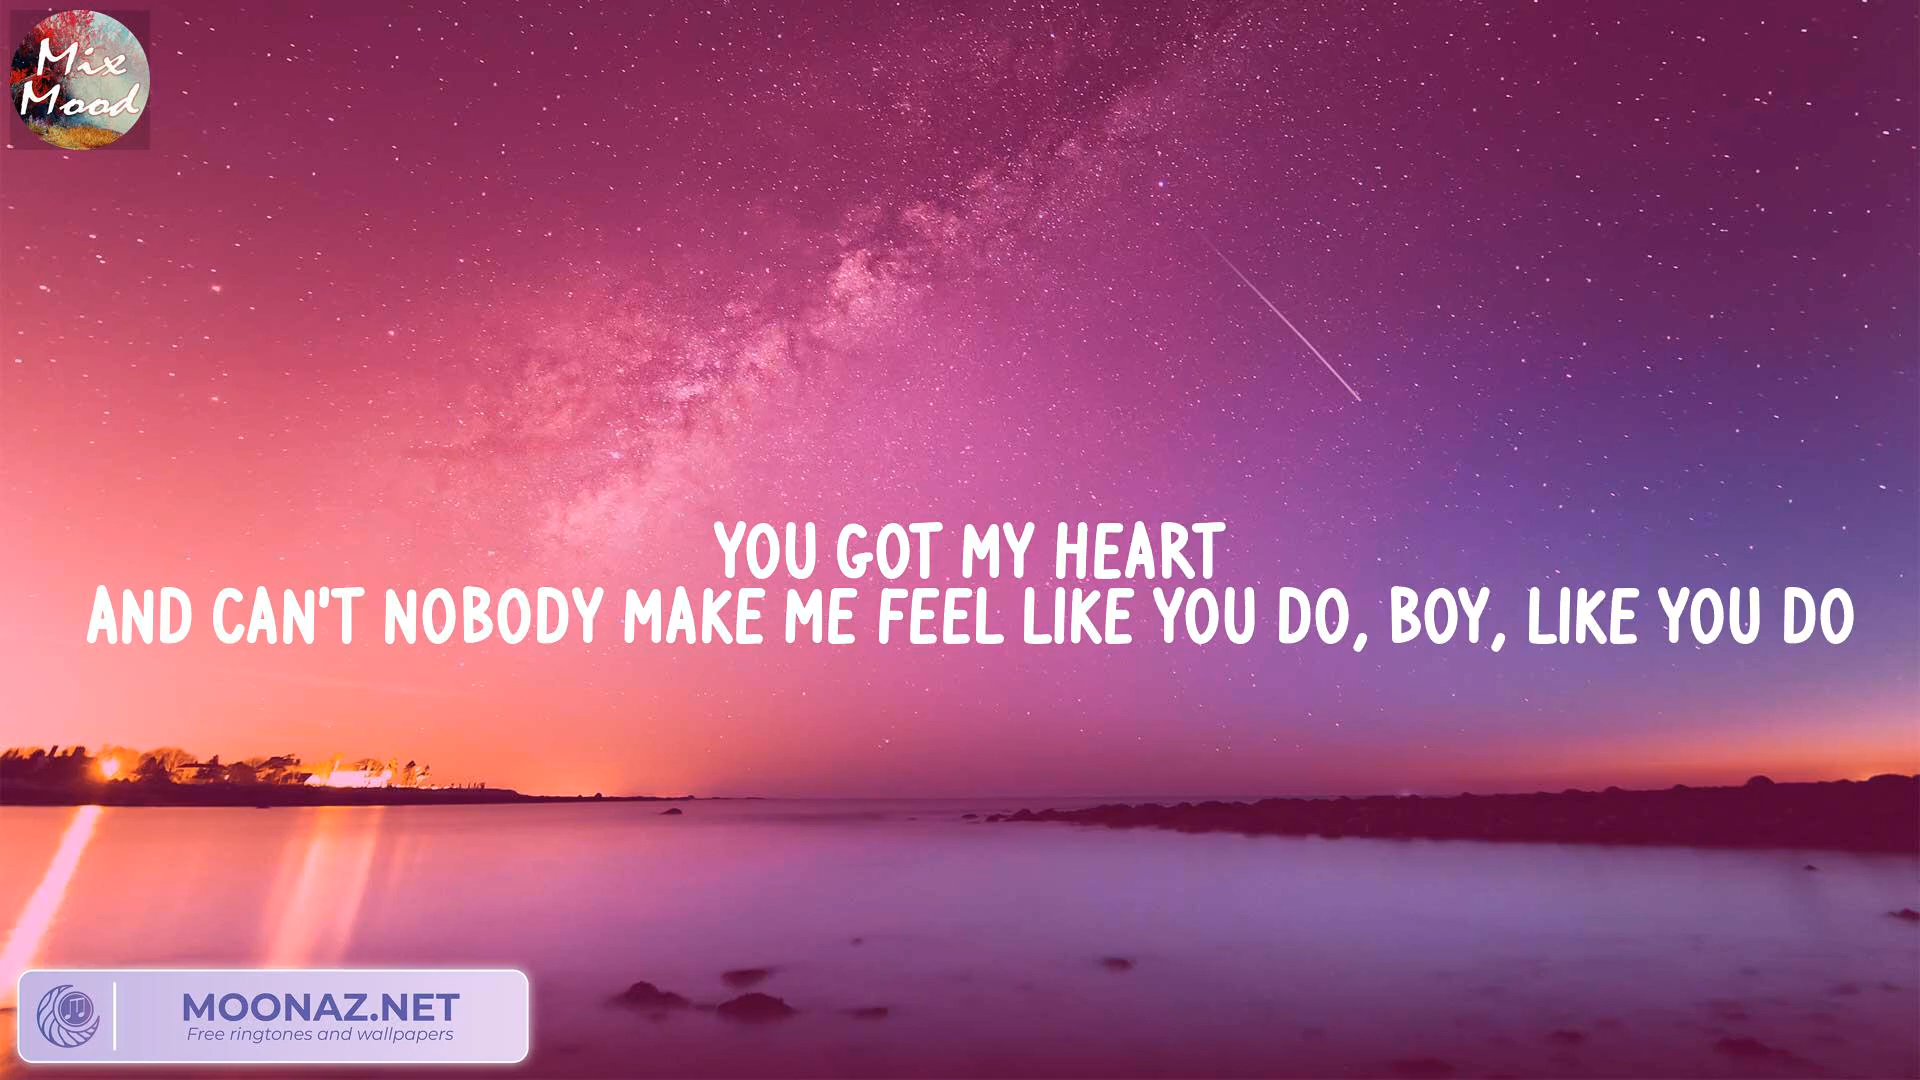 Mix
Mood
YOU GOT MY HEART
AND CAN'T NOBODY MAKE ME FEEL LIKE YOU DO, BOY, LIKE YOU DO
MOONAZ.NET
Free ringtones and wallpapers